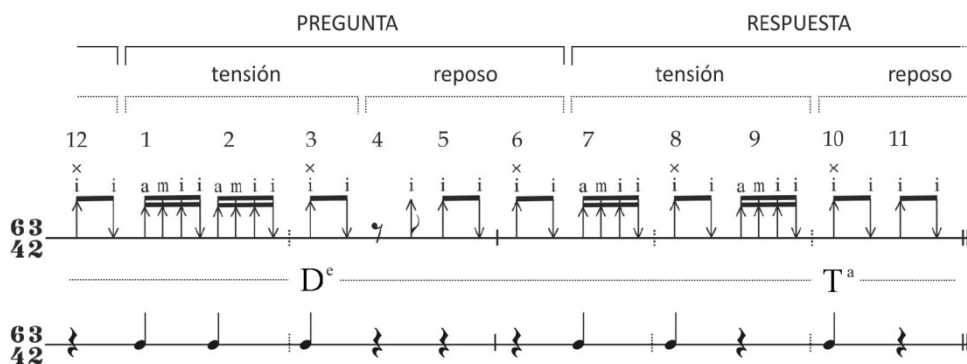 PREGUNTA RESPUESTA
tensión reposo tensión reposo
12 1 2 3 4 5 6 7 8 9 10 11
× × × × ×
i i a m i i a m i i i i i i i i i a m i i i i a m i i i i i i
63
42
Dᵉ Tᵃ
63
42